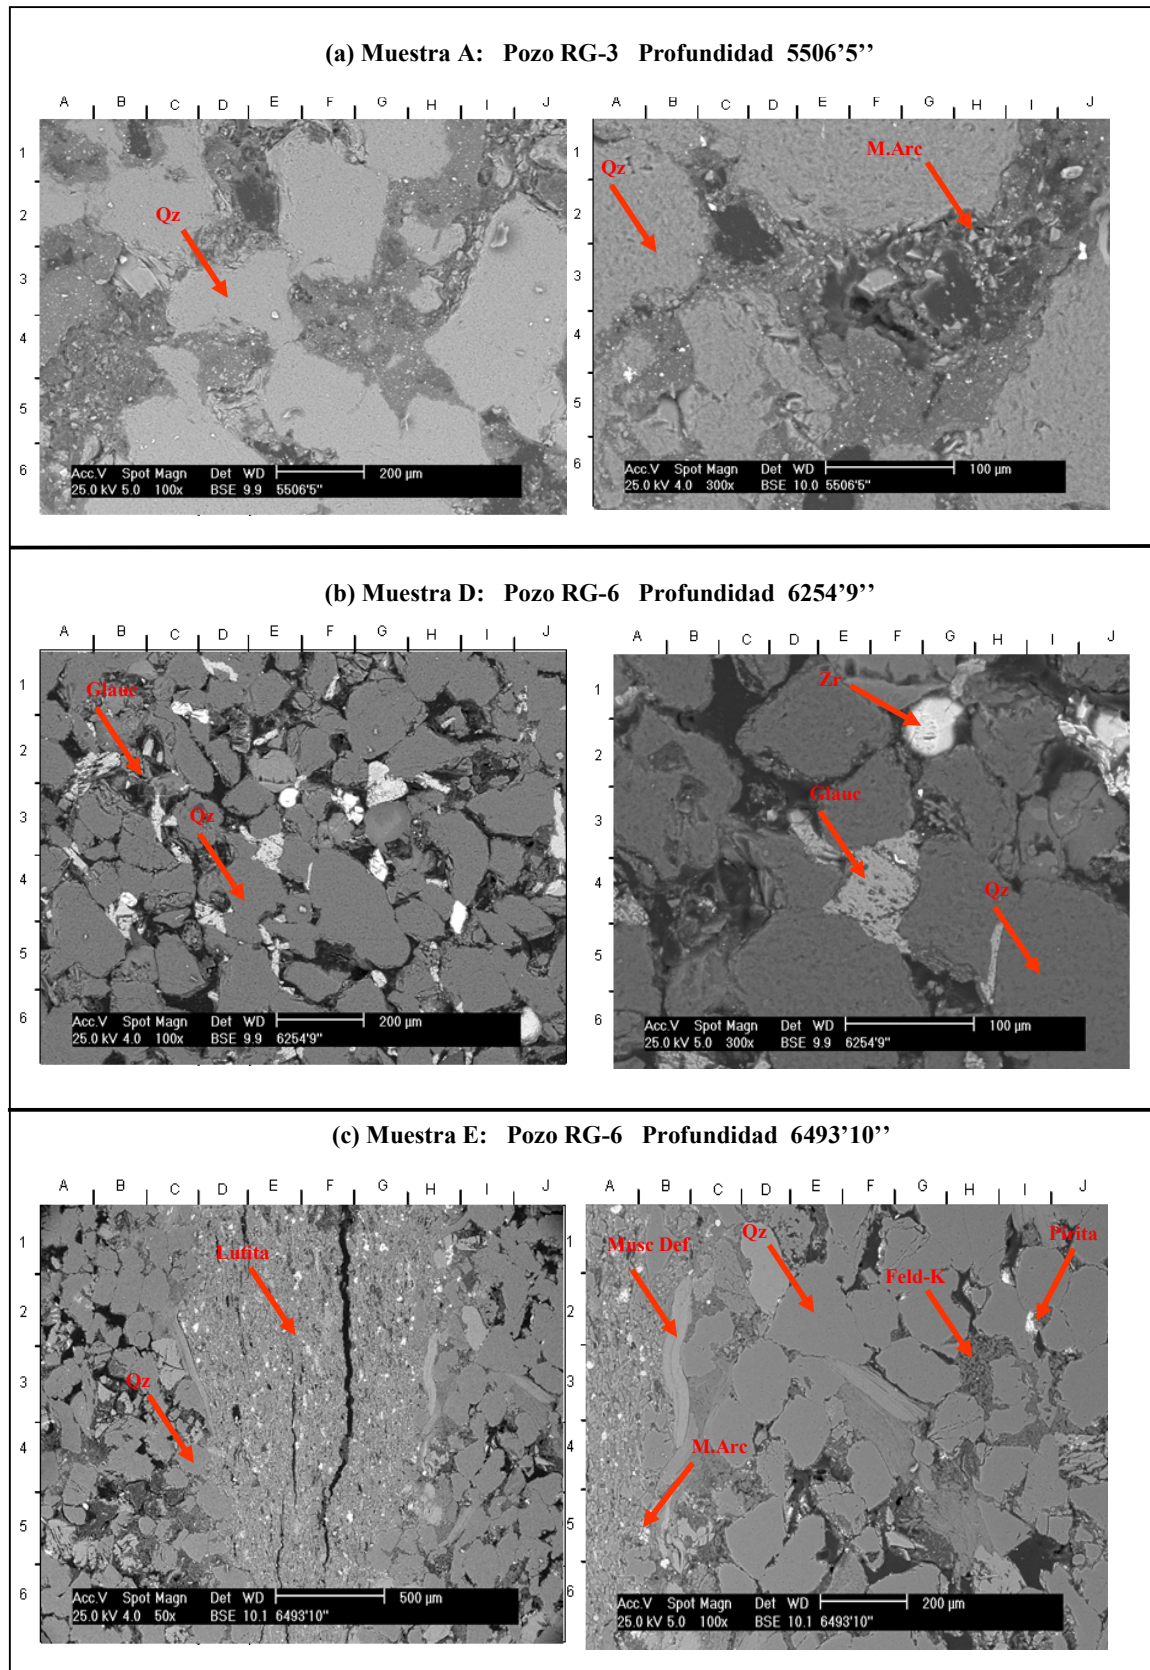 (a) Muestra A: Pozo RG-3 Profundidad 5506’5’’
A B C D E F G H I J
1
2
3
4
5
6
Qz
Acc.V Spot Magn Det WD 200 µm
25.0 kV 5.0 100x BSE 9.9 5506'5"
A B C D E F G H I J
1
2
3
4
5
6
M.Arc
Qz
Acc.V Spot Magn Det WD 100 µm
25.0 kV 4.0 300x BSE 10.0 5506'5"
(b) Muestra D: Pozo RG-6 Profundidad 6254’9’’
A B C D E F G H I J
1
2
3
4
5
6
Glauc
Qz
Acc.V Spot Magn Det WD 200 µm
25.0 kV 4.0 100x BSE 9.9 6254'9"
A B C D E F G H I J
1
2
3
4
5
6
Zr
Glauc
Qz
Acc.V Spot Magn Det WD 100 µm
25.0 kV 5.0 300x BSE 9.9 6254'9"
(c) Muestra E: Pozo RG-6 Profundidad 6493’10’’
A B C D E F G H I J
1
2
3
4
5
6
Lutita
Qz
Acc.V Spot Magn Det WD 500 µm
25.0 kV 4.0 50x BSE 10.1 6493'10"
A B C D E F G H I J
1
2
3
4
5
6
Musc Def
Qz
Pirita
Feld-K
M.Arc
Acc.V Spot Magn Det WD 200 µm
25.0 kV 5.0 100x BSE 10.1 6493'10"